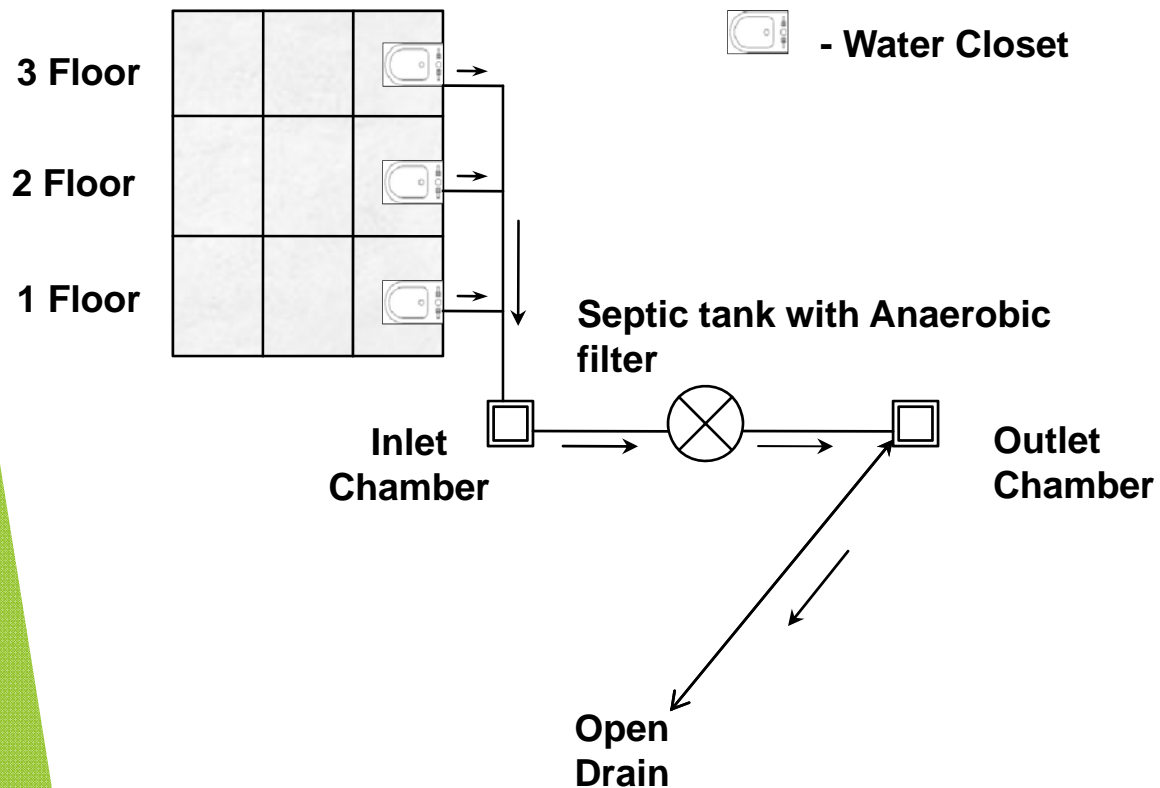 - Water Closet
3 Floor
2 Floor
1 Floor
Septic tank with Anaerobic
filter
Inlet
Chamber
Outlet
Chamber
Open
Drain